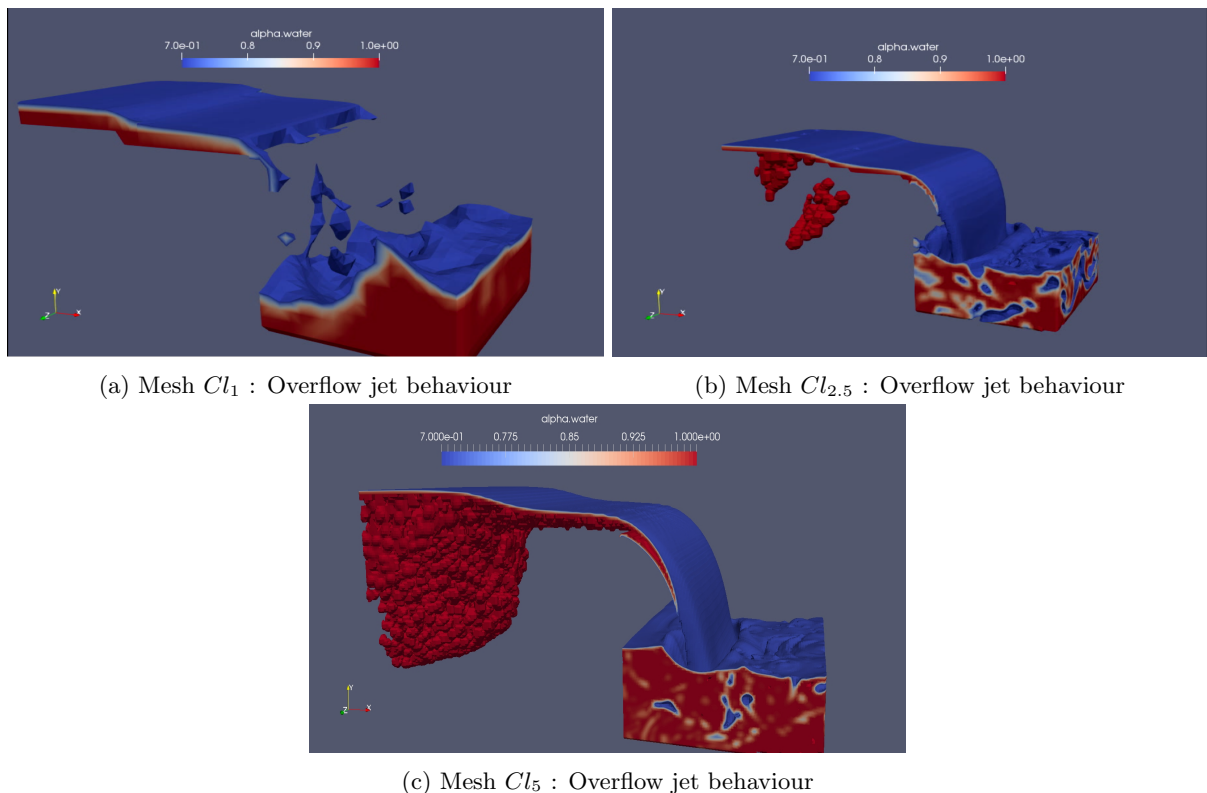 alpha.water
7.0e-01 0.8 0.9 1.0e+00
Y
Z X
(a) Mesh Cl₁ : Overflow jet behaviour
alpha.water
7.0e-01 0.8 0.9 1.0e+00
Y
Z X
(b) Mesh Cl₂.₅ : Overflow jet behaviour
alpha.water
7.000e-01 0.775 0.85 0.925 1.000e+00
Y
Z X
(c) Mesh Cl₅ : Overflow jet behaviour